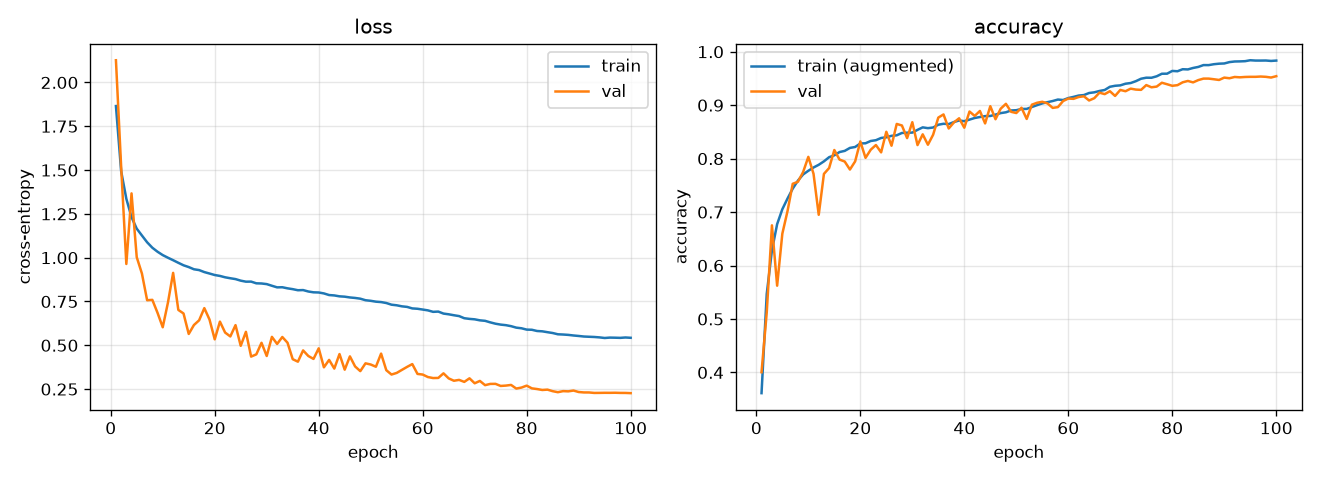 loss
2.00
1.75
1.50
1.25
1.00
0.75
0.50
0.25
cross-entropy
train
val
0 20 40 60 80 100
epoch
accuracy
1.0
0.9
0.8
0.7
0.6
0.5
0.4
accuracy
train (augmented)
val
0 20 40 60 80 100
epoch